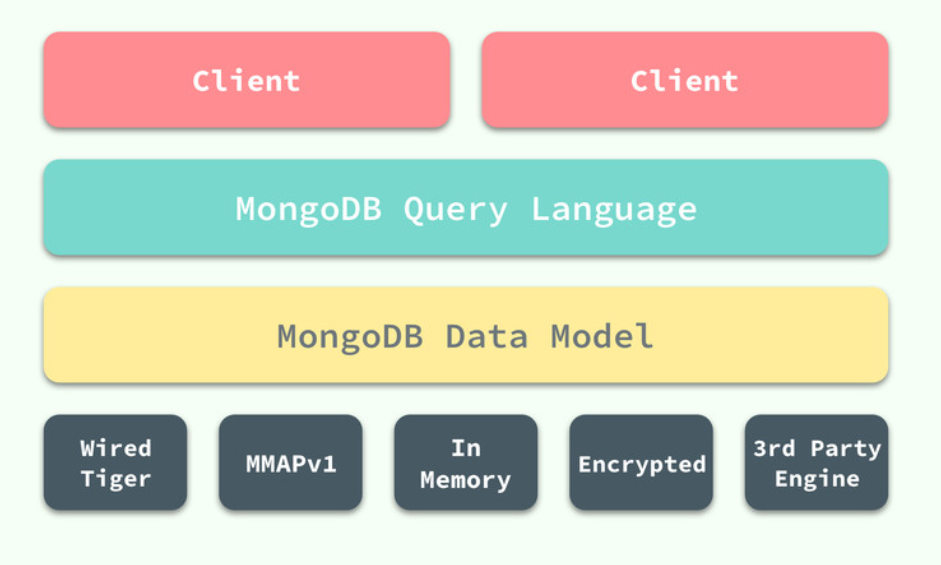 Client Client
MongoDB Query Language
MongoDB Data Model
Wired
Tiger
MMAPv1
In
Memory
Encrypted
3rd Party
Engine